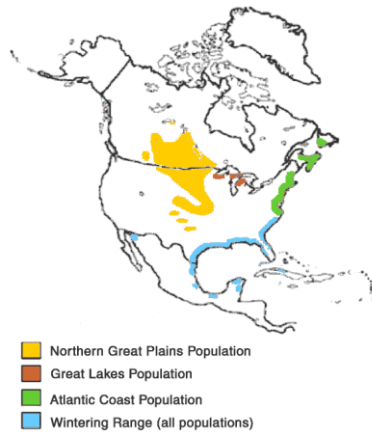 Northern Great Plains Population
Great Lakes Population
Atlantic Coast Population
Wintering Range (all populations)